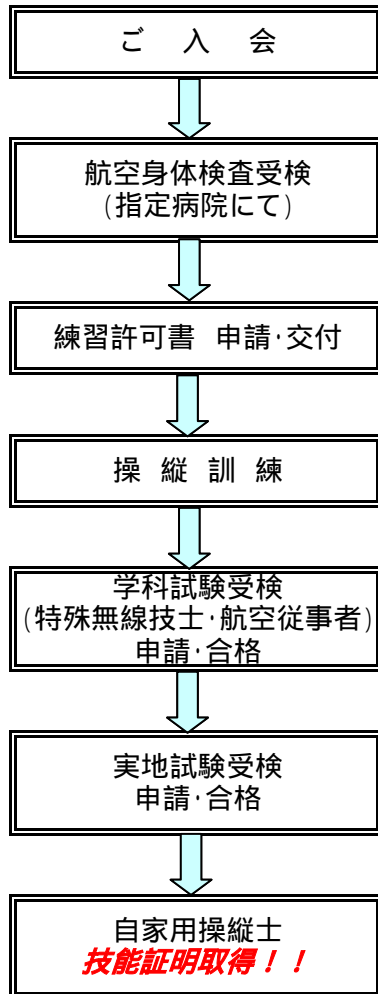 ご 入 会
航空身体検査受検
(指定病院にて)
練習許可書 申請･交付
操 縦 訓 練
学科試験受検
(特殊無線技士･航空従事者)
申請･合格
実地試験受検
申請･合格
自家用操縦士
技能証明取得！！